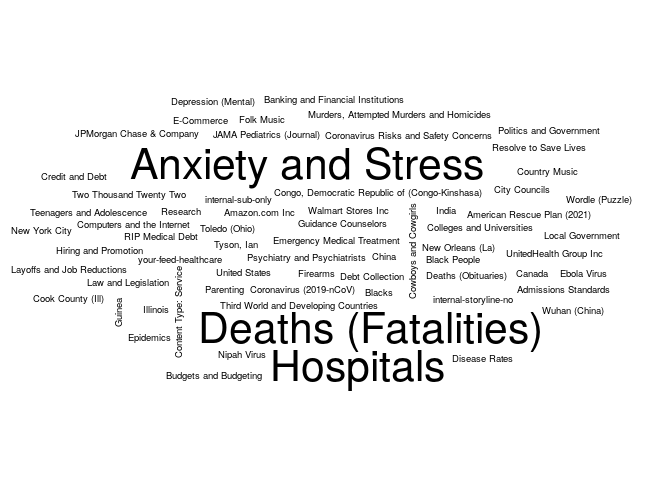 Depression (Mental)
Banking and Financial Institutions
E-Commerce
Folk Music
Murders, Attempted Murders and Homicides
JPMorgan Chase & Company
JAMA Pediatrics (Journal)
Coronavirus Risks and Safety Concerns
Politics and Government
Resolve to Save Lives
Anxiety and Stress
Credit and Debt
Country Music
Two Thousand Twenty Two
internal-sub-only
Congo, Democratic Republic of (Congo-Kinshasa)
City Councils
Wordle (Puzzle)
Teenagers and Adolescence
Research
Amazon.com Inc
Walmart Stores Inc
Cowboys and Cowgirls
India
American Rescue Plan (2021)
New York City
Computers and the Internet
Toledo (Ohio)
Guidance Counselors
Colleges and Universities
Local Government
RIP Medical Debt
Tyson, Ian
Emergency Medical Treatment
New Orleans (La)
Hiring and Promotion
your-feed-healthcare
Psychiatry and Psychiatrists
China
Black People
UnitedHealth Group Inc
Layoffs and Job Reductions
Content Type: Service
United States
Firearms
Debt Collection
Deaths (Obituaries)
Canada
Ebola Virus
Law and Legislation
Parenting
Coronavirus (2019-nCoV)
Blacks
Admissions Standards
Cook County (Ill)
Guinea
Illinois
Third World and Developing Countries
internal-storyline-no
Wuhan (China)
Deaths (Fatalities)
Epidemics
Nipah Virus
Hospitals
Disease Rates
Budgets and Budgeting